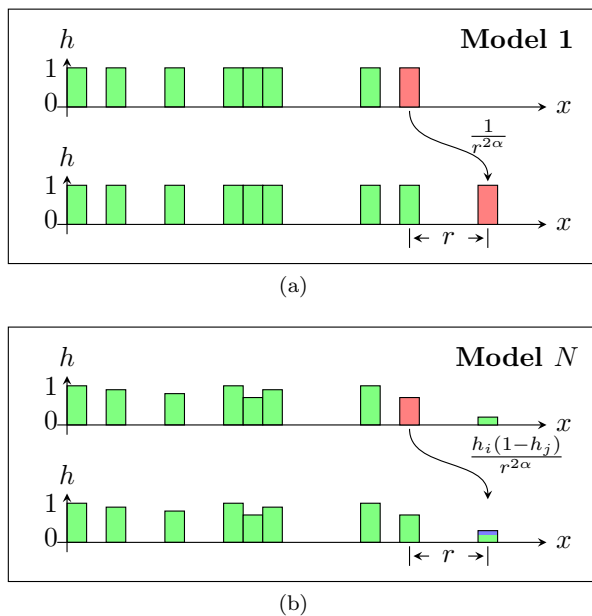 h Model 1
1
0 x
1/r^{2α}
h
1
0 x
r
(a)
h Model N
1
0 x
h_i(1−h_j)/r^{2α}
h
1
0 x
r
(b)